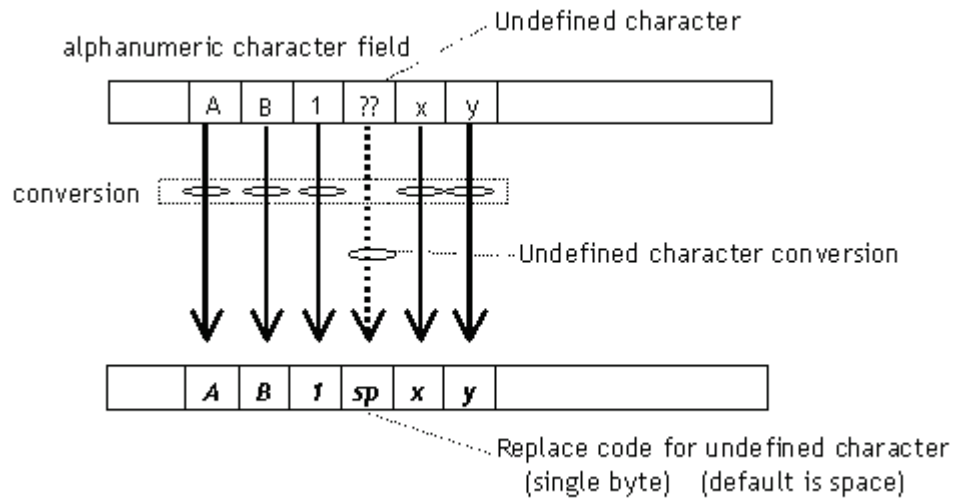 Undefined character
alphanumeric character field
A B 1 ?? x y
conversion
Undefined character conversion
A B 1 sp x y
Replace code for undefined character
(single byte) (default is space)